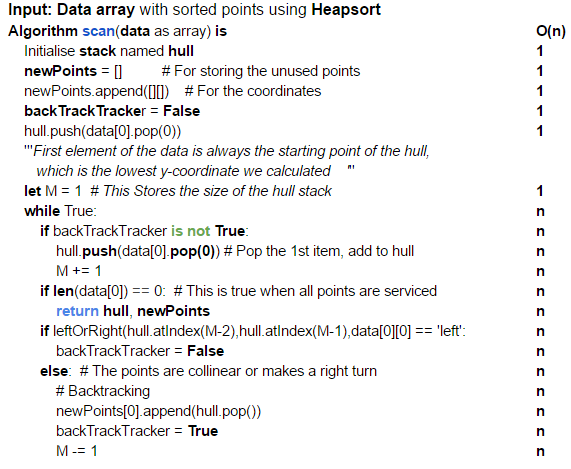 Input: Data array with sorted points using Heapsort
Algorithm scan(data as array) is O(n)
Initialise stack named hull 1
newPoints = [] # For storing the unused points 1
newPoints.append([][]) # For the coordinates 1
backTrackTracker = False 1
hull.push(data[0].pop(0)) 1
'''First element of the data is always the starting point of the hull,
which is the lowest y-coordinate we calculated '''
let M = 1 # This Stores the size of the hull stack 1
while True: n
if backTrackTracker is not True: n
hull.push(data[0].pop(0)) # Pop the 1st item, add to hull n
M += 1 n
if len(data[0]) == 0: # This is true when all points are serviced n
return hull, newPoints n
if leftOrRight(hull.atIndex(M-2),hull.atIndex(M-1),data[0][0] == 'left': n
backTrackTracker = False n
else: # The points are collinear or makes a right turn n
# Backtracking n
newPoints[0].append(hull.pop()) n
backTrackTracker = True n
M -= 1 n